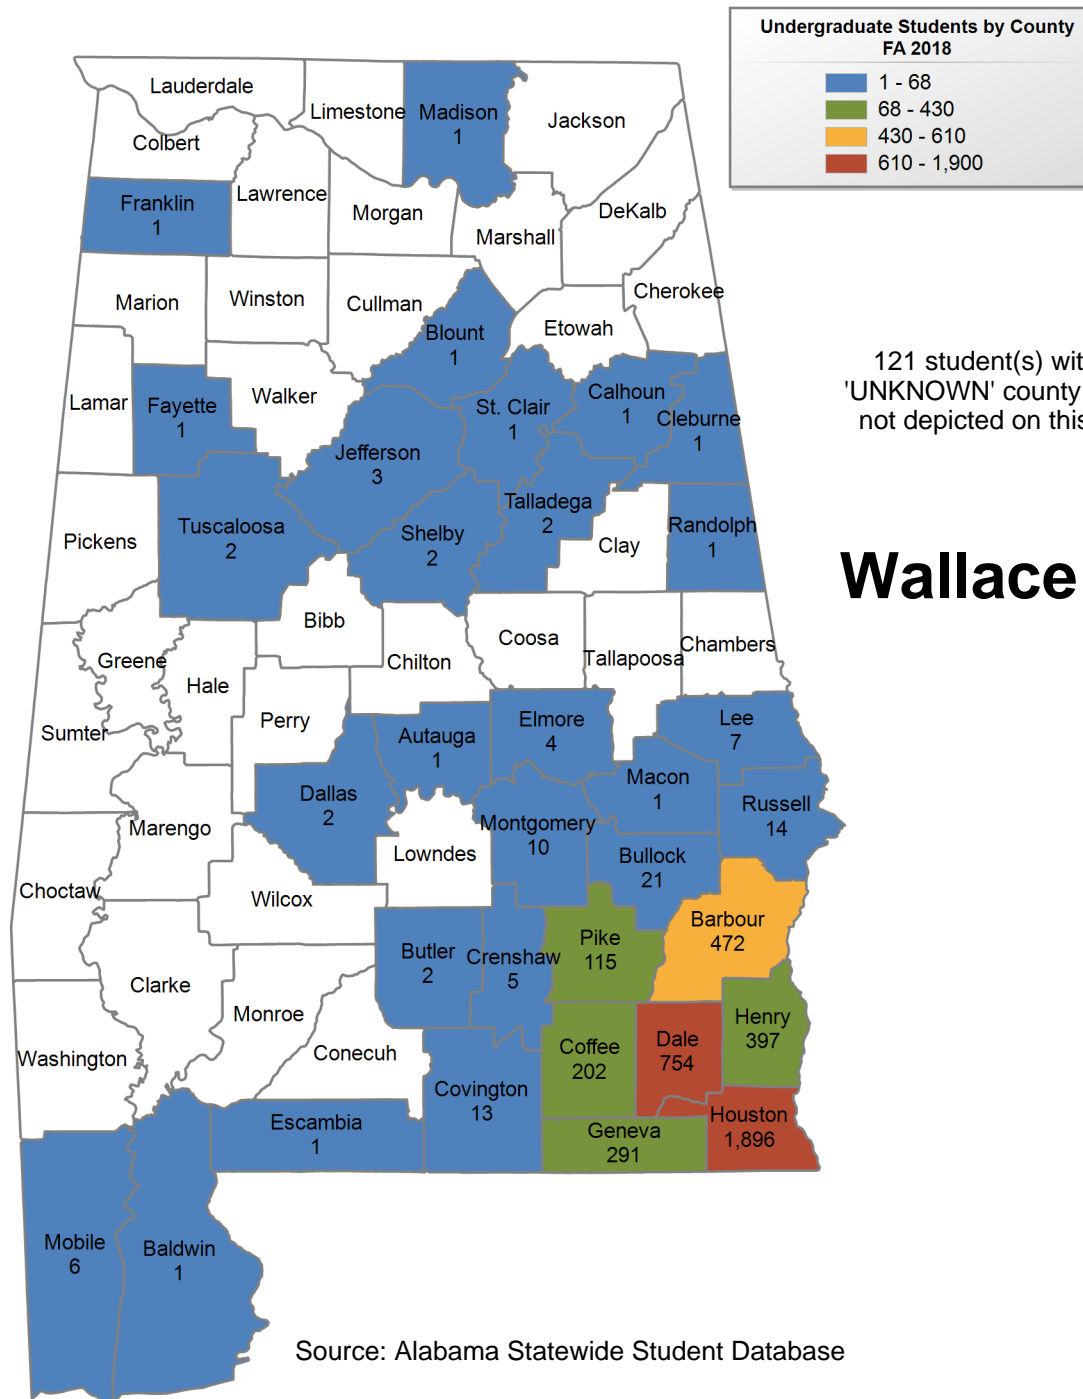 Undergraduate Students by County
FA 2018
1 - 68
68 - 430
430 - 610
610 - 1,900
Lauderdale
Limestone
Madison
1
Jackson
Colbert
Franklin
1
Lawrence
Morgan
Marshall
DeKalb
Marion
Winston
Cullman
Blount
1
Etowah
Cherokee
121 student(s) wit
'UNKNOWN' county
not depicted on this
Lamar
Fayette
1
Walker
St. Clair
1
Calhoun
1
Cleburne
1
Jefferson
3
Pickens
Tuscaloosa
2
Shelby
2
Talladega
2
Clay
Randolph
1
Wallace
Bibb
Coosa
Tallapoosa
Chambers
Greene
Hale
Chilton
Sumter
Perry
Autauga
1
Elmore
4
Lee
7
Dallas
2
Macon
1
Russell
14
Marengo
Montgomery
10
Lowndes
Bullock
21
Choctaw
Wilcox
Barbour
472
Butler
2
Crenshaw
5
Pike
115
Clarke
Monroe
Henry
397
Washington
Conecuh
Coffee
202
Dale
754
Covington
13
Escambia
1
Geneva
291
Houston
1,896
Mobile
6
Baldwin
1
Source: Alabama Statewide Student Database